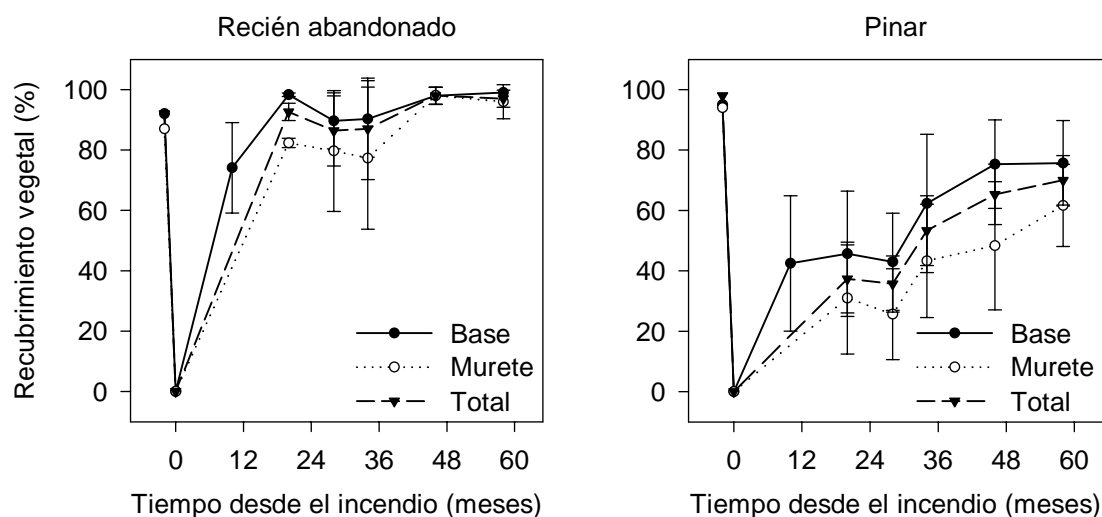 Recién abandonado
Pinar
Recubrimiento vegetal (%)
100
80
60
40
20
0
Base
Murete
Total
0 12 24 36 48 60
Tiempo desde el incendio (meses)
100
80
60
40
20
0
Base
Murete
Total
0 12 24 36 48 60
Tiempo desde el incendio (meses)